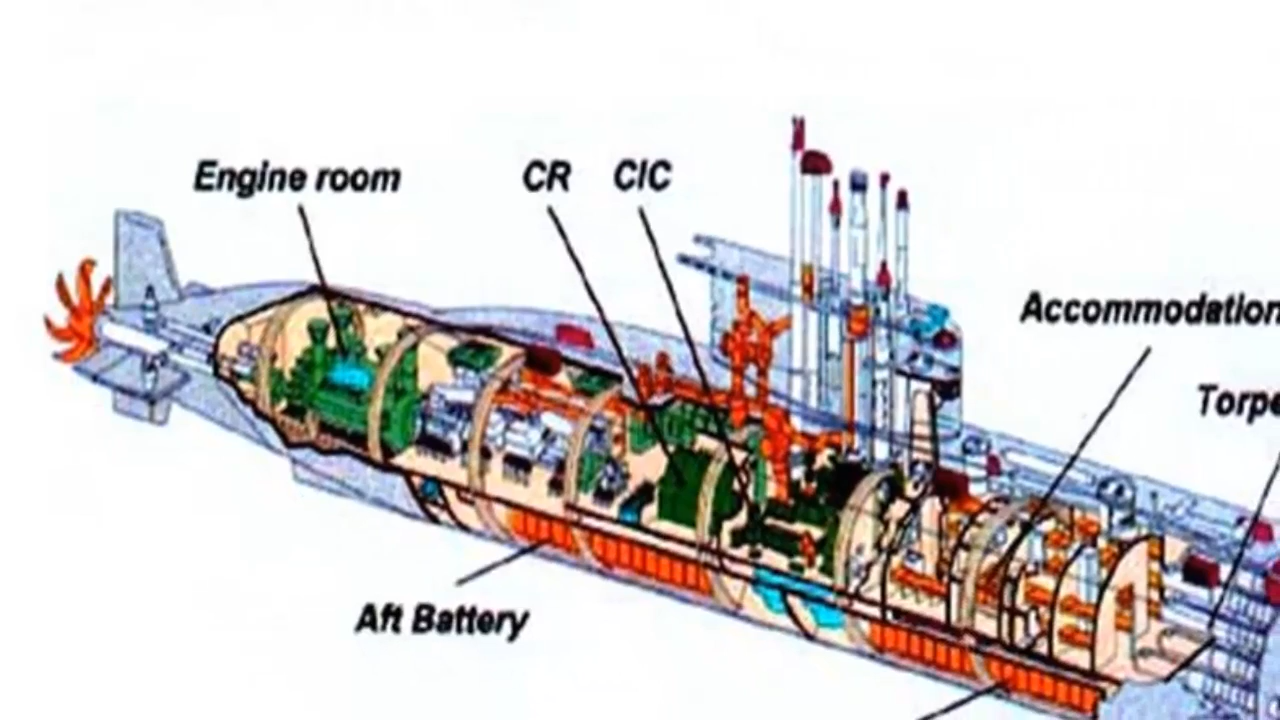 Engine room
CR
CIC
Accommodation
Torpe
Aft Battery